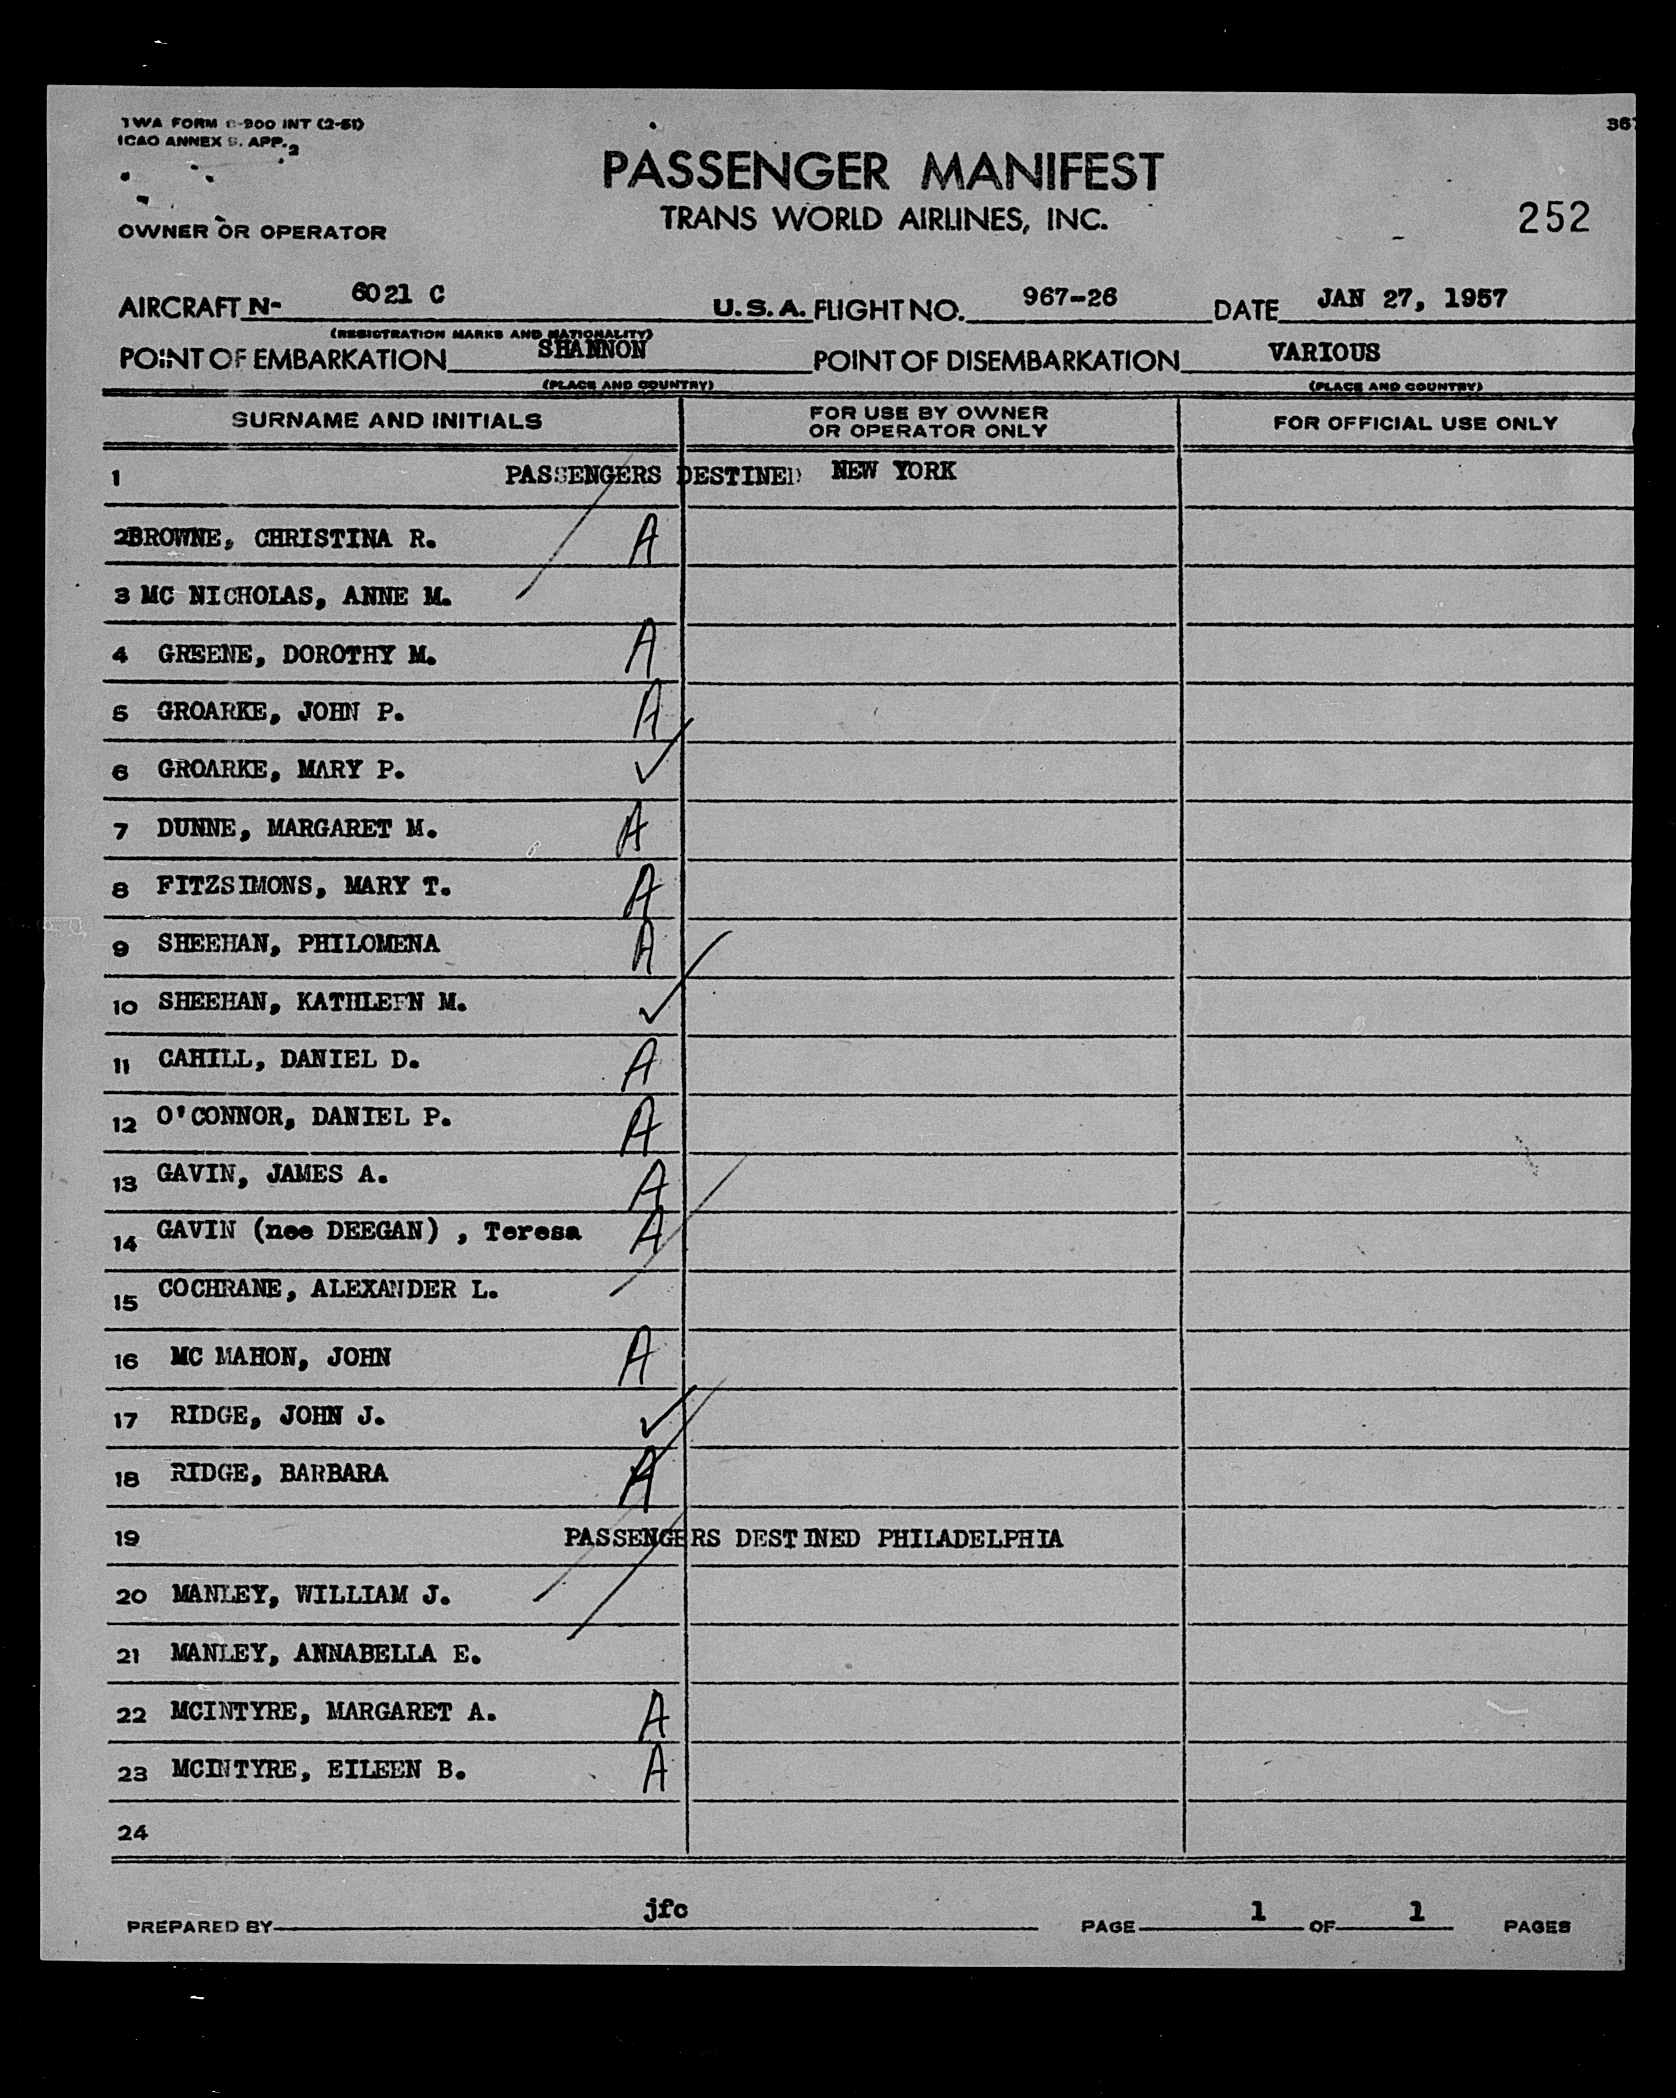 TWA FORM C-900 INT (2-51)
ICAO ANNEX 9. APP. 2
367
PASSENGER MANIFEST
TRANS WORLD AIRLINES, INC.
252
OWNER OR OPERATOR
AIRCRAFT N- 6021 C U.S.A. FLIGHT NO. 967-26 DATE JAN 27, 1957
(REGISTRATION MARKS AND NATIONALITY)
POINT OF EMBARKATION SHANNON POINT OF DISEMBARKATION VARIOUS
(PLACE AND COUNTRY) (PLACE AND COUNTRY)
SURNAME AND INITIALS FOR USE BY OWNER OR OPERATOR ONLY FOR OFFICIAL USE ONLY
1 PASSENGERS DESTINED NEW YORK
2 BROWNE, CHRISTINA R. A
3 MC NICHOLAS, ANNE M.
4 GREENE, DOROTHY M. A
5 GROARKE, JOHN P. A
6 GROARKE, MARY P. ✓
7 DUNNE, MARGARET M. A
8 FITZSIMONS, MARY T. A
9 SHEEHAN, PHILOMENA A
10 SHEEHAN, KATHLEEN M. ✓
11 CAHILL, DANIEL D. A
12 O'CONNOR, DANIEL P. A
13 GAVIN, JAMES A. A
14 GAVIN (nee DEEGAN) , Teresa A
15 COCHRANE, ALEXANDER L.
16 MC MAHON, JOHN A
17 RIDGE, JOHN J. ✓
18 RIDGE, BARBARA A
19 PASSENGERS DESTINED PHILADELPHIA
20 MANLEY, WILLIAM J.
21 MANLEY, ANNABELLA E.
22 MCINTYRE, MARGARET A. A
23 MCINTYRE, EILEEN B. A
24
PREPARED BY jfc PAGE 1 OF 1 PAGES